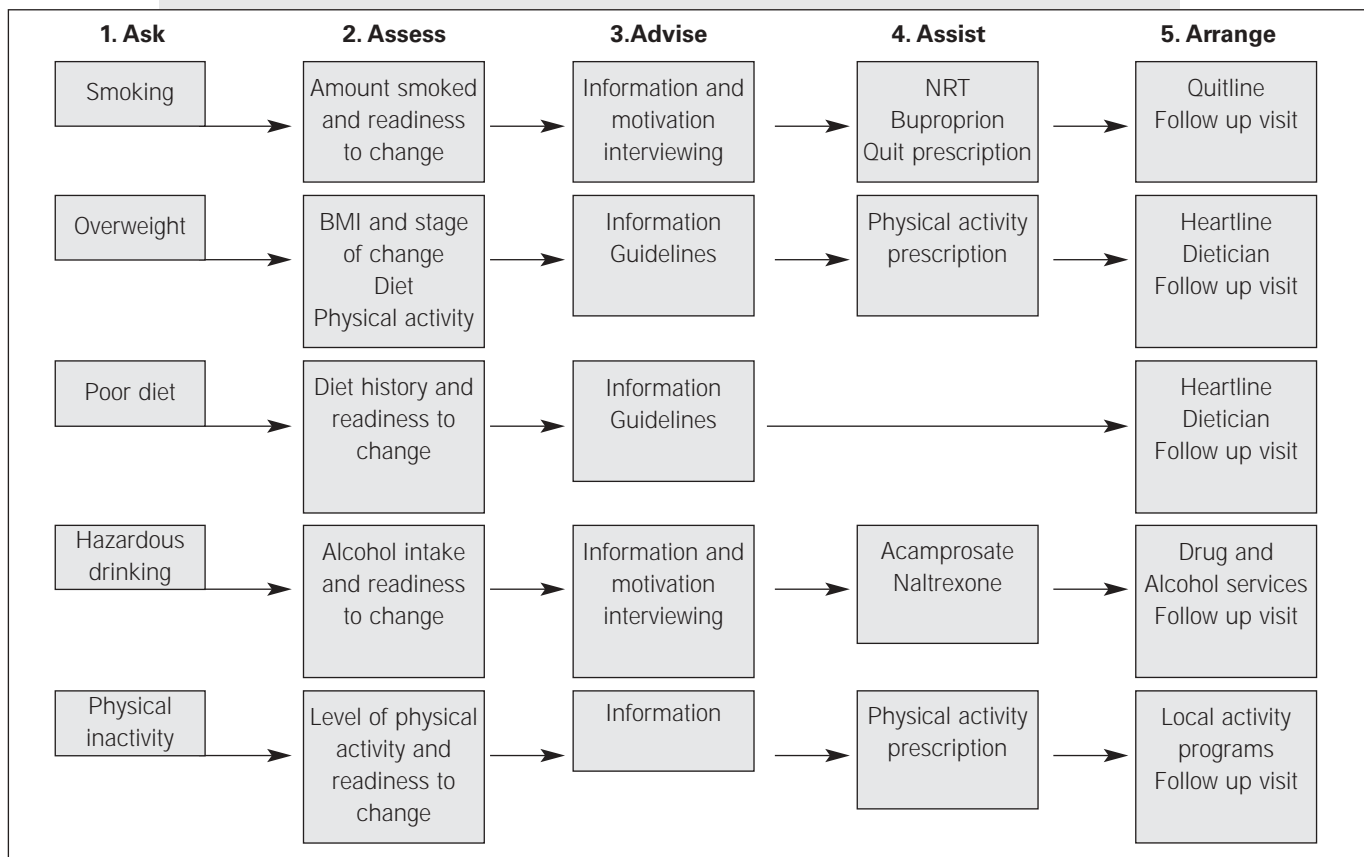 1. Ask
2. Assess
3.Advise
4. Assist
5. Arrange
Smoking
Amount smoked
and readiness
to change
Information and
motivation
interviewing
NRT
Buproprion
Quit prescription
Quitline
Follow up visit
Overweight
BMI and stage
of change
Diet
Physical activity
Information
Guidelines
Physical activity
prescription
Heartline
Dietician
Follow up visit
Poor diet
Diet history and
readiness to
change
Information
Guidelines
Heartline
Dietician
Follow up visit
Hazardous
drinking
Alcohol intake
and readiness
to change
Information and
motivation
interviewing
Acamprosate
Naltrexone
Drug and
Alcohol services
Follow up visit
Physical
inactivity
Level of physical
activity and
readiness to
change
Information
Physical activity
prescription
Local activity
programs
Follow up visit